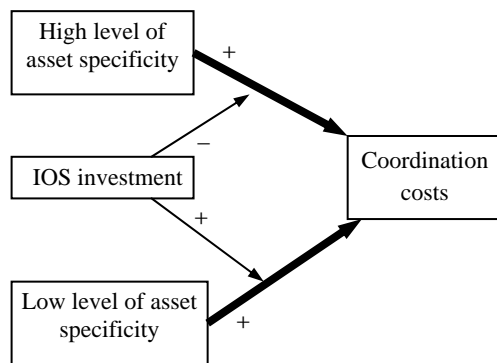 High level of
asset specificity
+
−
IOS investment
Coordination
costs
+
Low level of asset
specificity
+